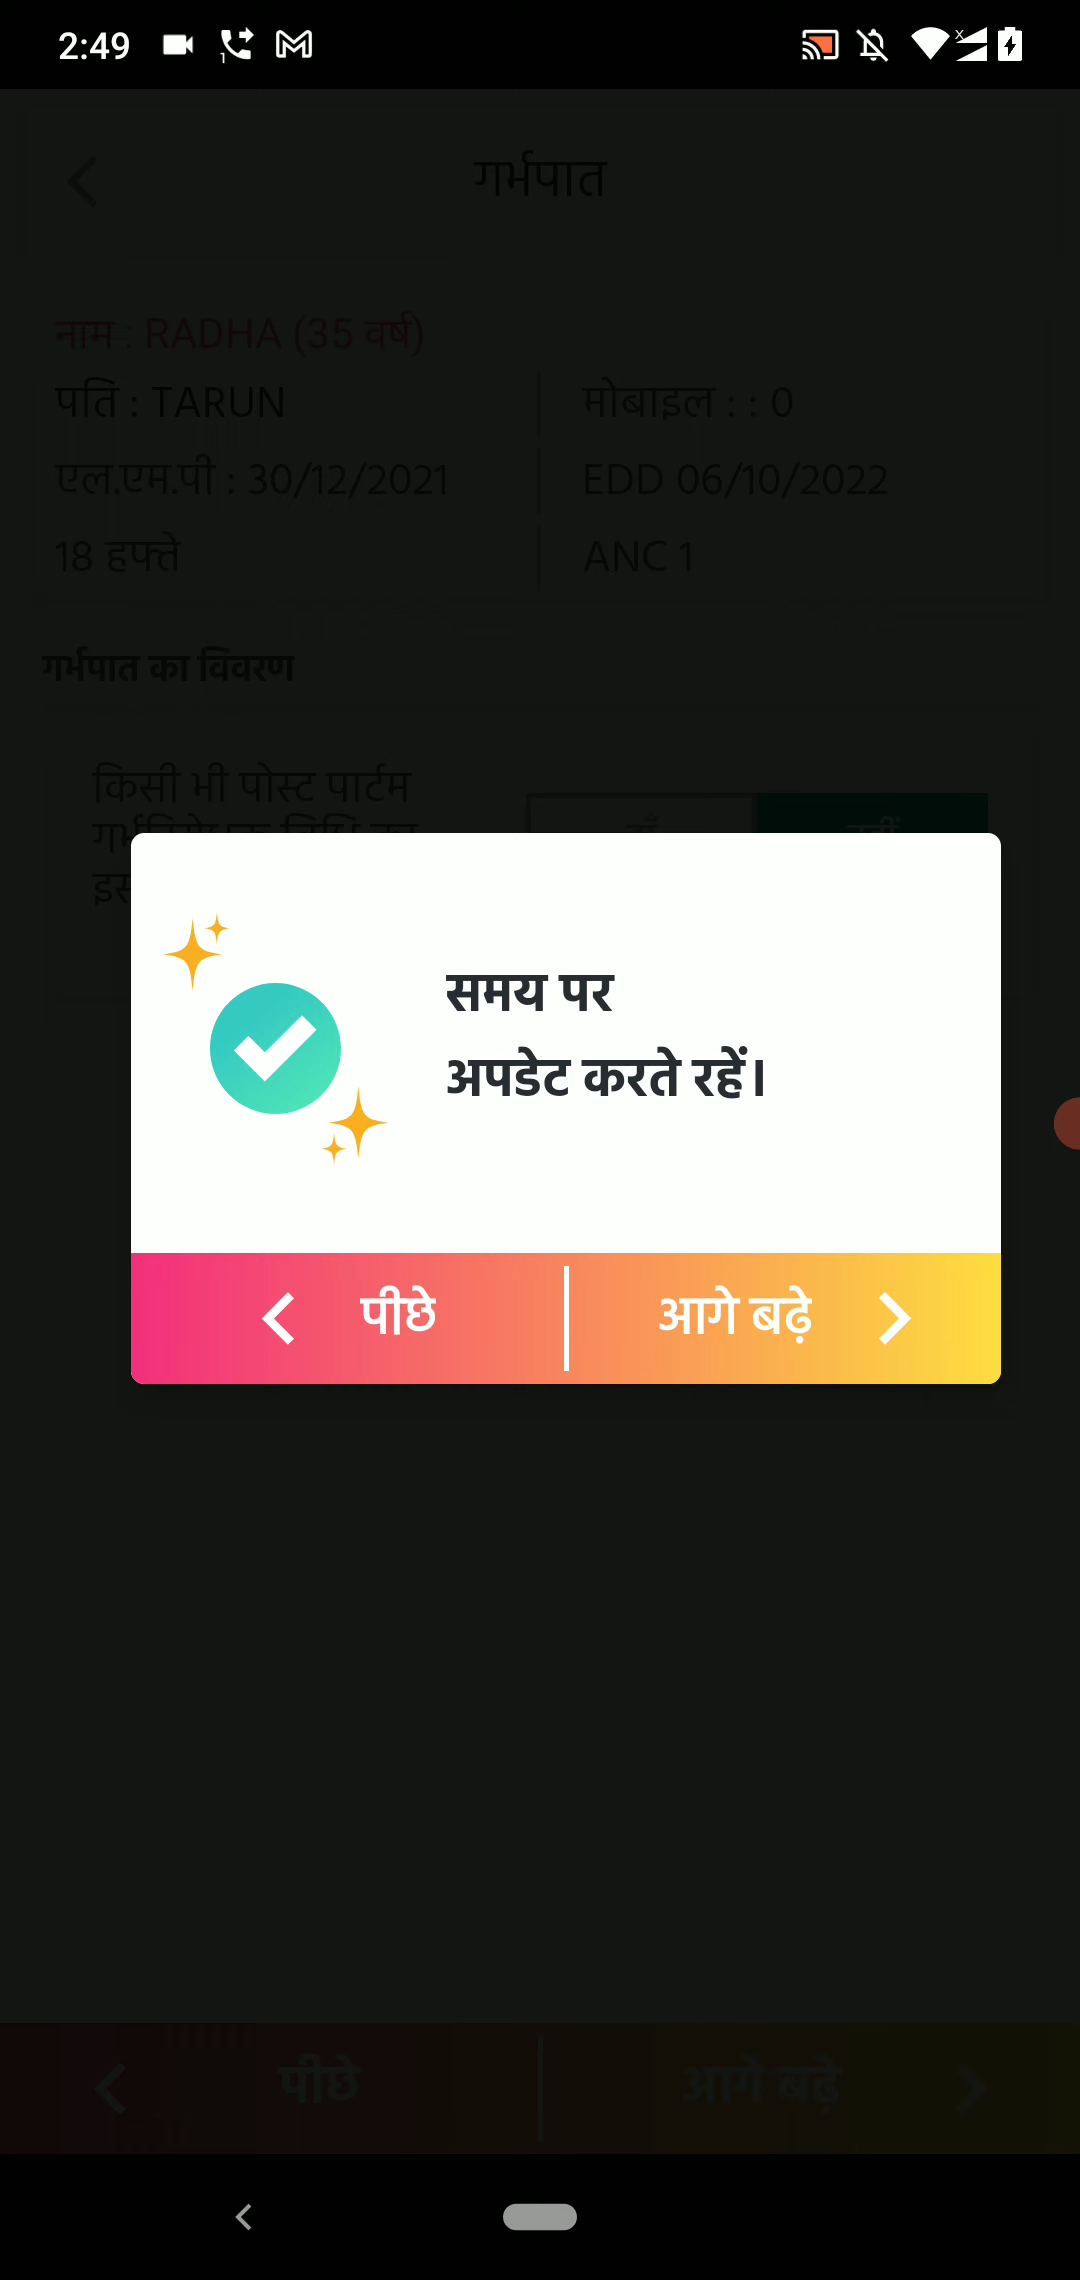 2:49
गर्भपात
नाम : RADHA (35 वर्ष)
पति : TARUN
मोबाइल : : 0
एल.एम.पी : 30/12/2021
EDD 06/10/2022
18 हफ्ते
ANC 1
गर्भपात का विवरण
किसी भी पोस्ट पार्टम
समय पर
अपडेट करते रहें।
पीछे
आगे बढ़े
पीछे
आगे बढ़े